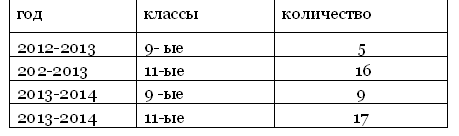 год классы количество
2012-2013 9- ые 5
202-2013 11-ые 16
2013-2014 9 -ые 9
2013-2014 11-ые 17